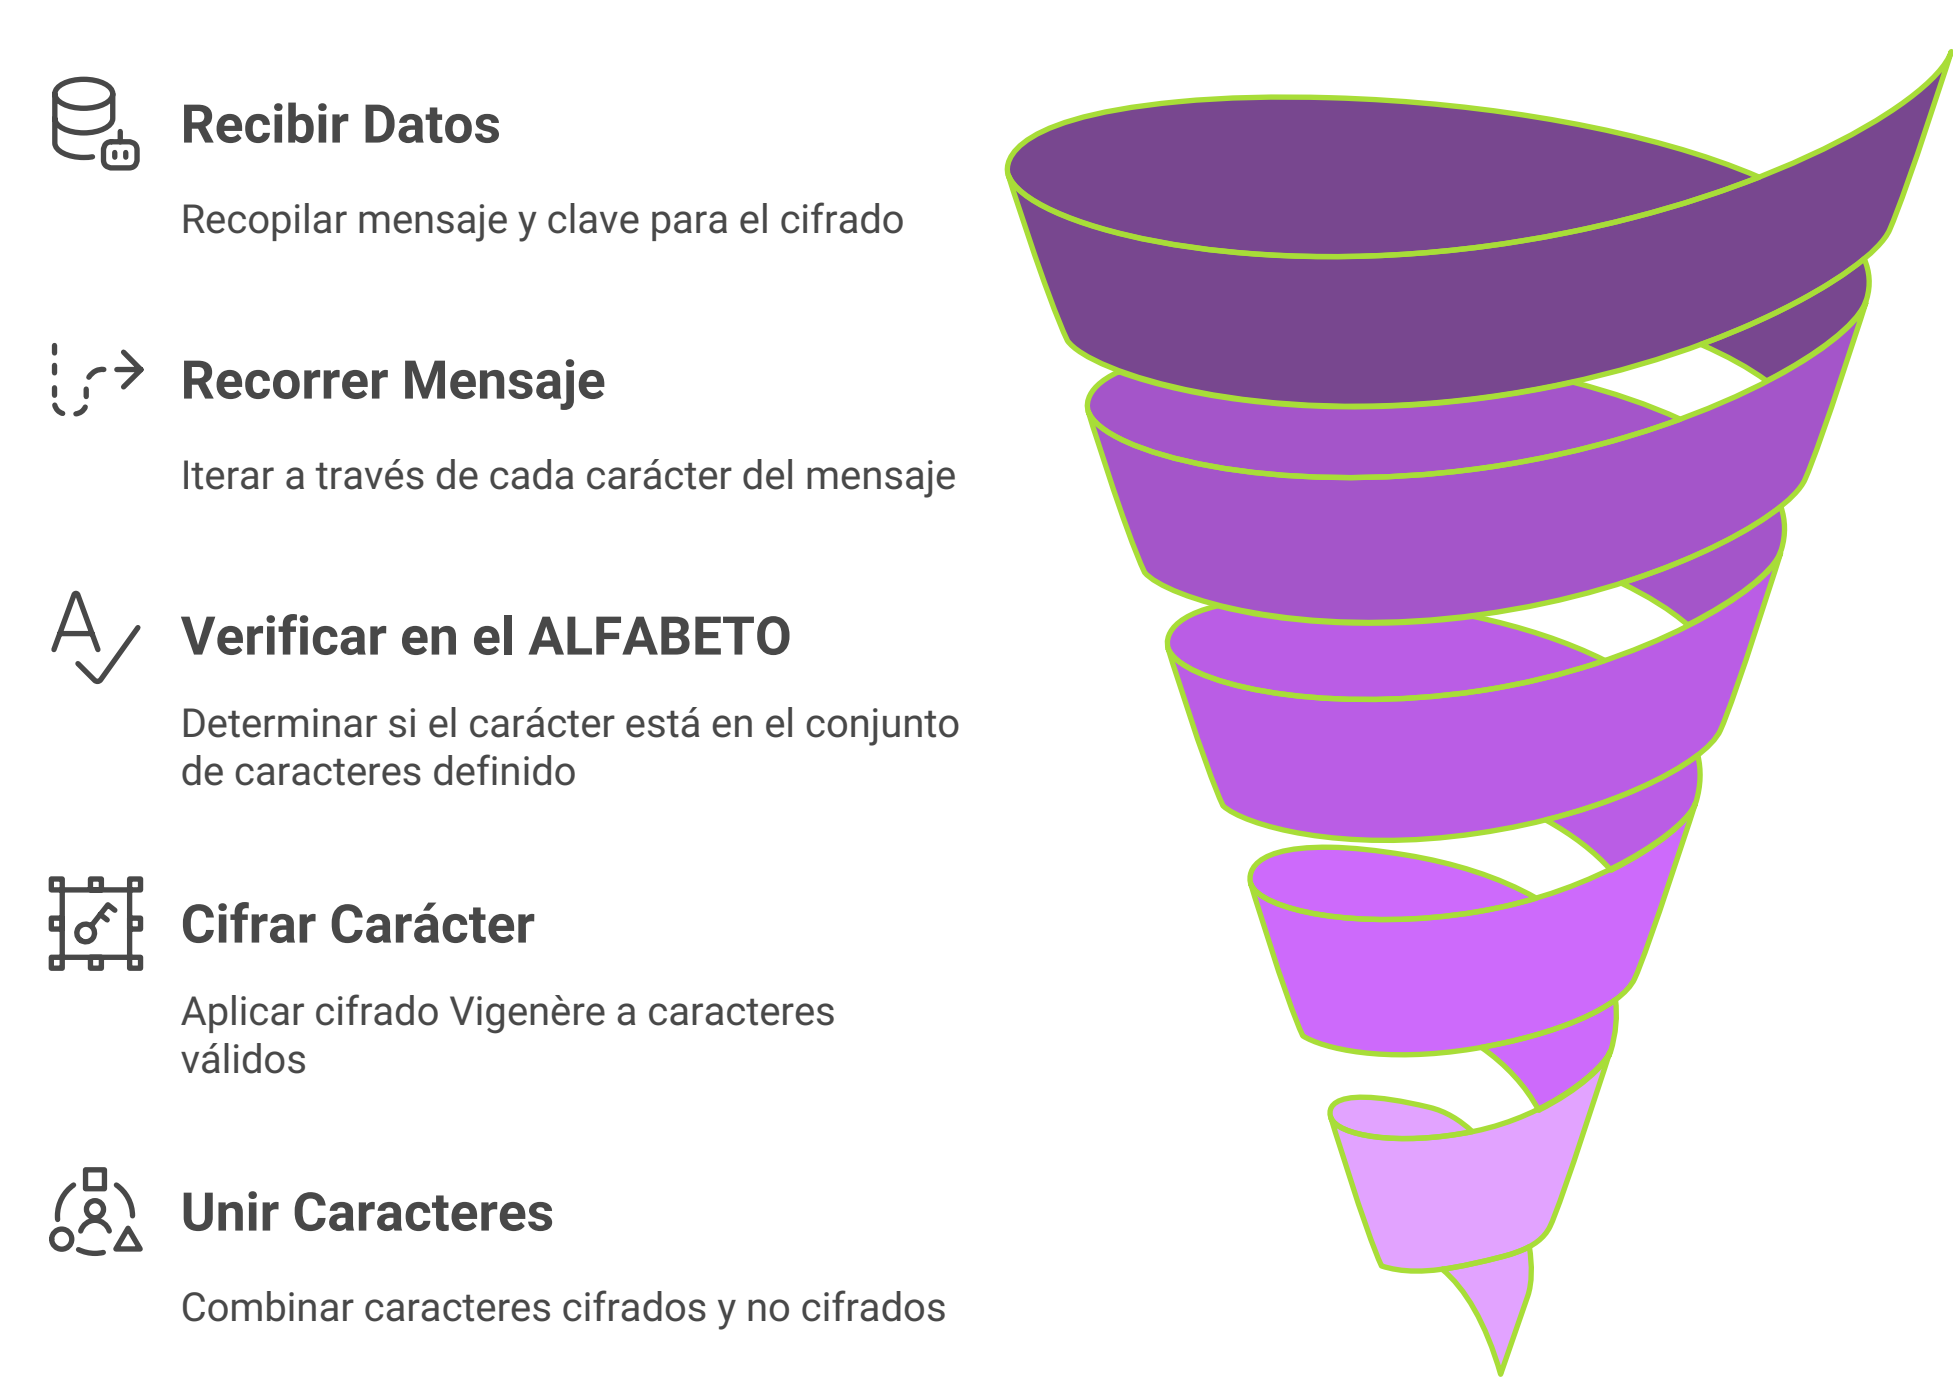 Recibir Datos
Recopilar mensaje y clave para el cifrado
Recorrer Mensaje
Iterar a través de cada carácter del mensaje
Verificar en el ALFABETO
Determinar si el carácter está en el conjunto
de caracteres definido
Cifrar Carácter
Aplicar cifrado Vigenère a caracteres
válidos
Unir Caracteres
Combinar caracteres cifrados y no cifrados